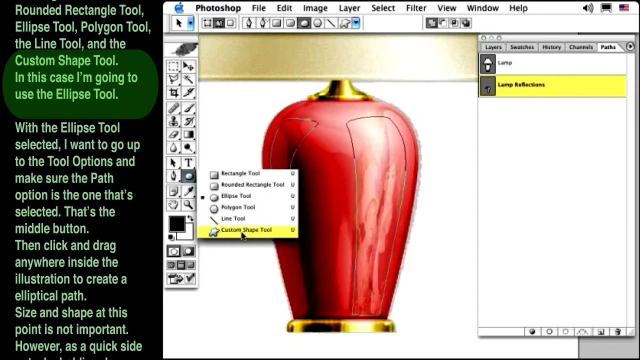 Rounded Rectangle Tool,
Ellipse Tool, Polygon Tool,
the Line Tool, and the
Custom Shape Tool.
In this case I'm going to
use the Ellipse Tool.
With the Ellipse Tool
selected, I want to go up
to the Tool Options and
make sure the Path
option is the one that's
selected. That's the
middle button.
Then click and drag
anywhere inside the
illustration to create a
elliptical path.
Size and shape at this
point is not important.
However, as a quick side
Photoshop File Edit Image Layer Select Filter View Window Help
Layers Swatches History Channels Paths
Lamp
Lamp Reflections
Rectangle Tool U
Rounded Rectangle Tool U
Ellipse Tool U
Polygon Tool U
Line Tool U
Custom Shape Tool U